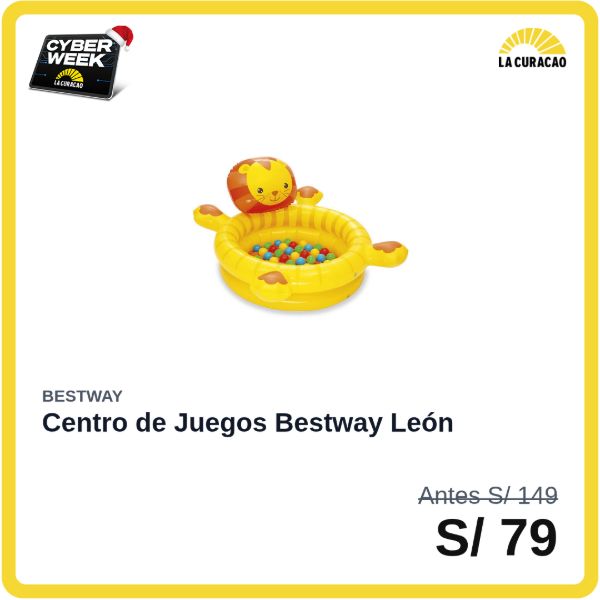 CYBER
WEEK
LA CURACAO
LA CURACAO
BESTWAY
Centro de Juegos Bestway León
Antes S/ 149
S/ 79